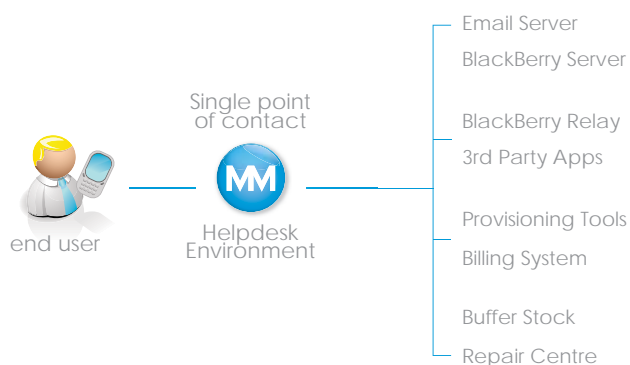 Email Server
BlackBerry Server
Single point
of contact
BlackBerry Relay
3rd Party Apps
MM
Helpdesk
Environment
end user
Provisioning Tools
Billing System
Buffer Stock
Repair Centre